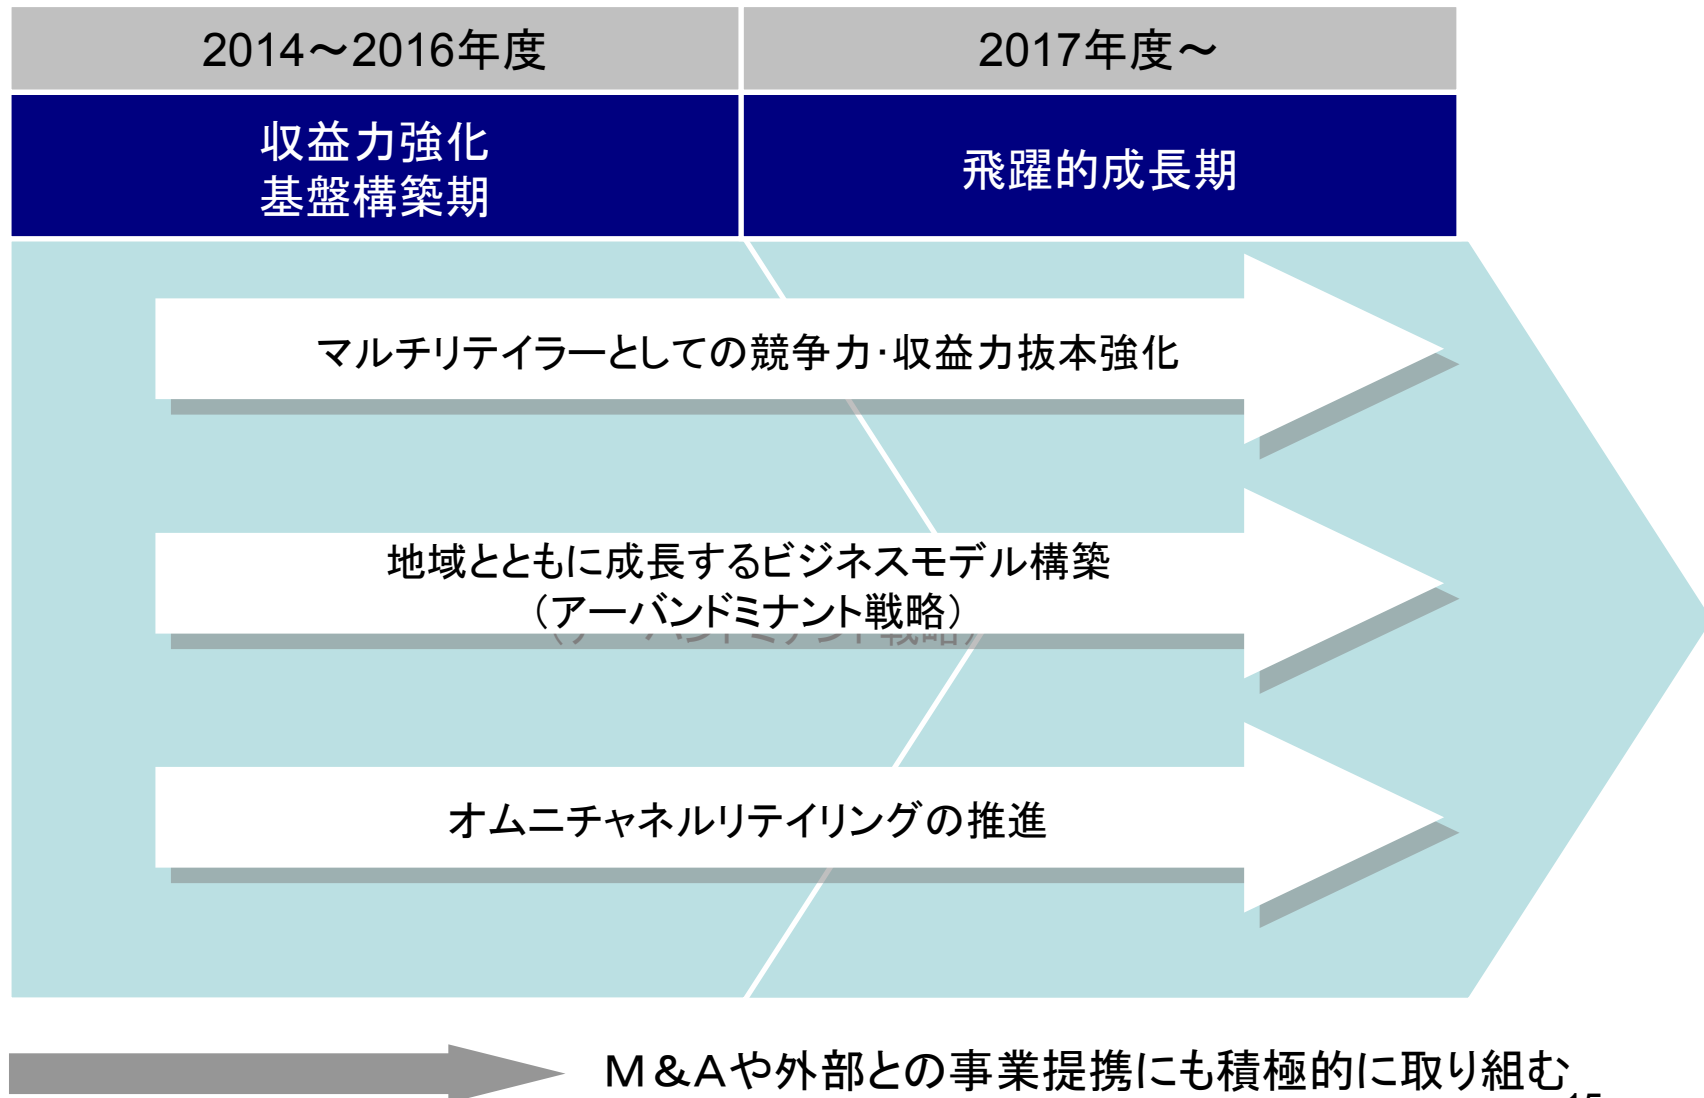 2014～2016年度
2017年度～
収益力強化
基盤構築期
飛躍的成長期
マルチリテイラーとしての競争力・収益力抜本強化
地域とともに成長するビジネスモデル構築
（アーバンドミナント戦略）
オムニチャネルリテイリングの推進
Ｍ＆Ａや外部との事業提携にも積極的に取り組む